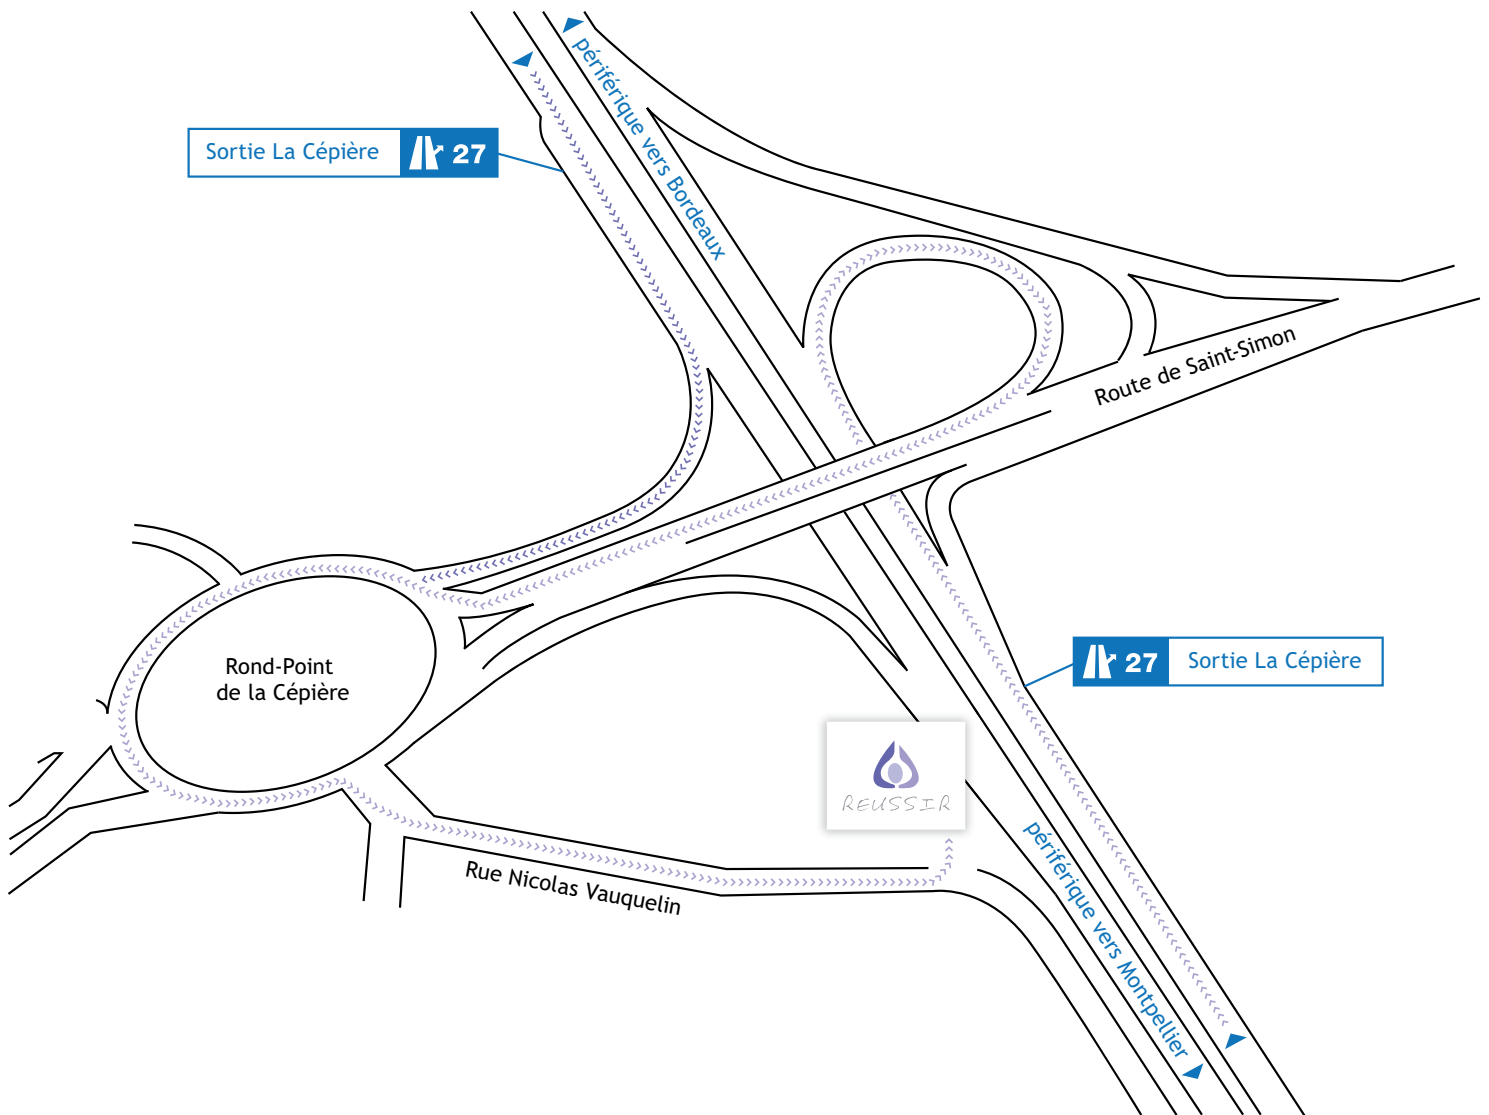 périférique vers Bordeaux
Sortie La Cépière
27
Route de Saint-Simon
Rond-Point
de la Cépière
27
Sortie La Cépière
REUSSIR
périférique vers Montpellier
Rue Nicolas Vauquelin